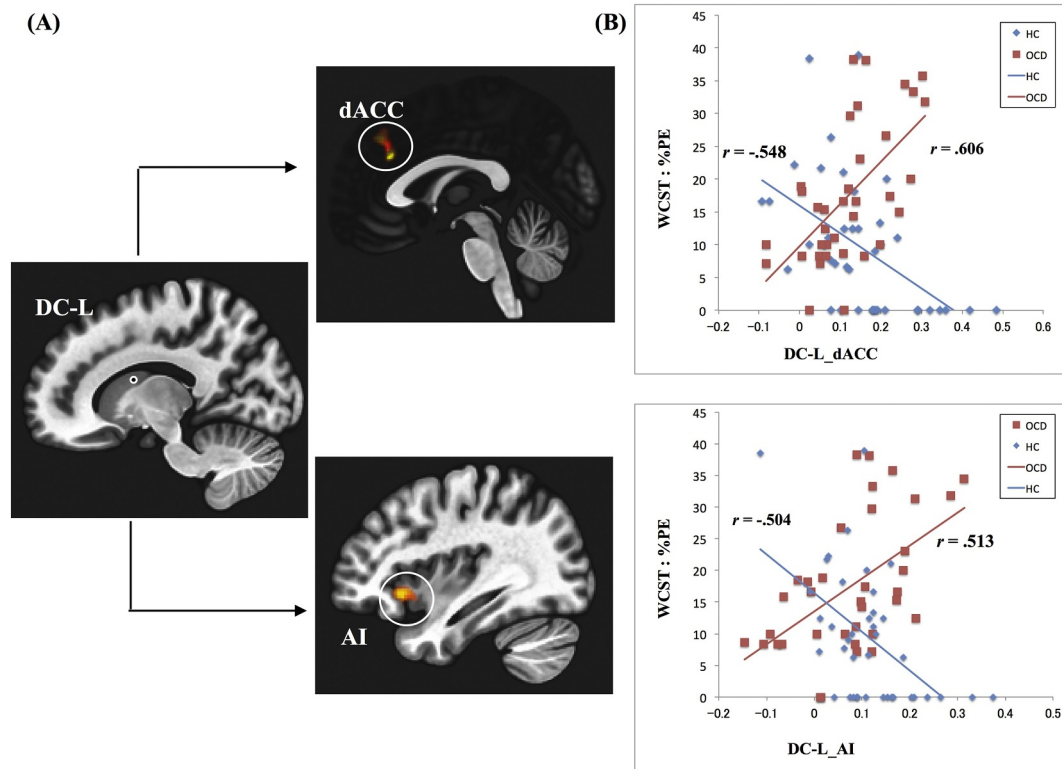 (A)
(B)
dACC
DC-L
AI
45
40
35
30
25
20
15
10
5
0
WCST : %PE
−0.2 −0.1 0 0.1 0.2 0.3 0.4 0.5 0.6
DC-L_dACC
r = -.548
r = .606
HC
OCD
HC
OCD
45
40
35
30
25
20
15
10
5
0
WCST : %PE
−0.2 −0.1 0 0.1 0.2 0.3 0.4 0.5
DC-L_AI
r = -.504
r = .513
OCD
HC
OCD
HC